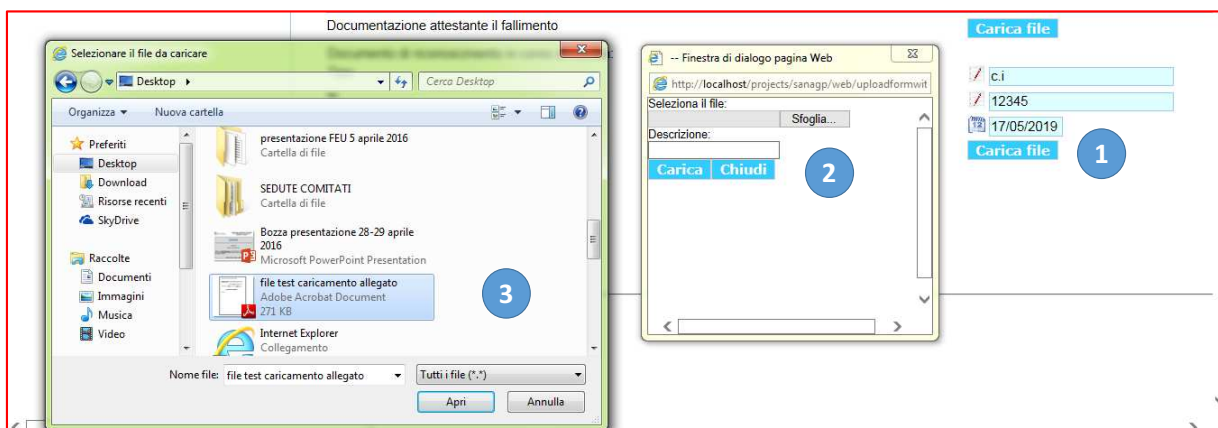 Documentazione attestante il fallimento
Carica file
c.i
12345
17/05/2019
Carica file
1
Selezionare il file da caricare
Desktop
Cerca Desktop
Organizza
Nuova cartella
Preferiti
Desktop
Download
Risorse recenti
SkyDrive
Raccolte
Documenti
Immagini
Musica
Video
presentazione FEU 5 aprile 2016
Cartella di file
SEDUTE COMITATI
Cartella di file
Bozza presentazione 28-29 aprile
2016
Microsoft PowerPoint Presentation
file test caricamento allegato
Adobe Acrobat Document
271 KB
Internet Explorer
Collegamento
3
Nome file: file test caricamento allegato
Tutti i file (*.*)
Apri
Annulla
-- Finestra di dialogo pagina Web
http://localhost/projects/sanagp/web/uploadformwit
Seleziona il file:
Sfoglia...
Descrizione:
Carica
Chiudi
2